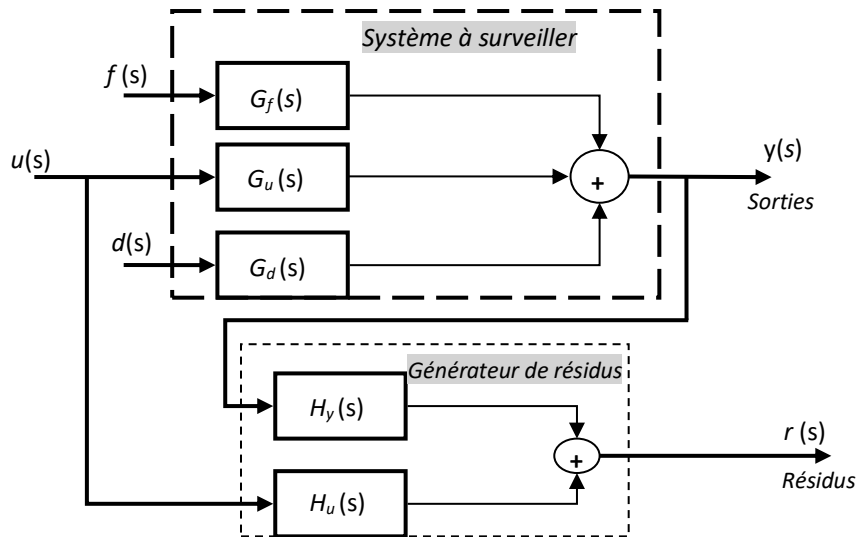 Système à surveiller
f (s)
G_f(s)
u(s)
G_u (s)
y(s)
Sorties
d(s)
G_d (s)
+
Générateur de résidus
H_y (s)
r (s)
+
Résidus
H_u (s)